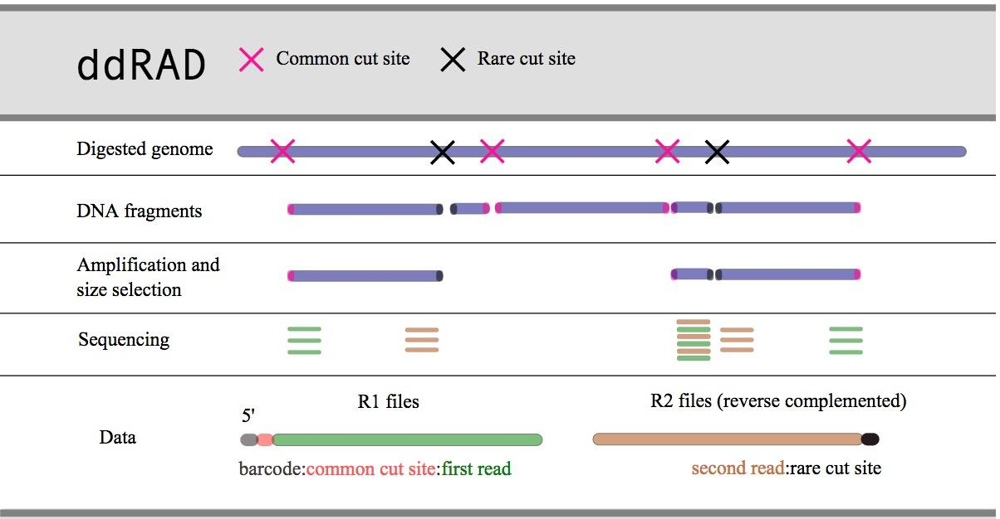 ddRAD
Common cut site
Rare cut site
Digested genome
DNA fragments
Amplification and
size selection
Sequencing
Data
5'
R1 files
barcode:common cut site:first read
R2 files (reverse complemented)
second read:rare cut site